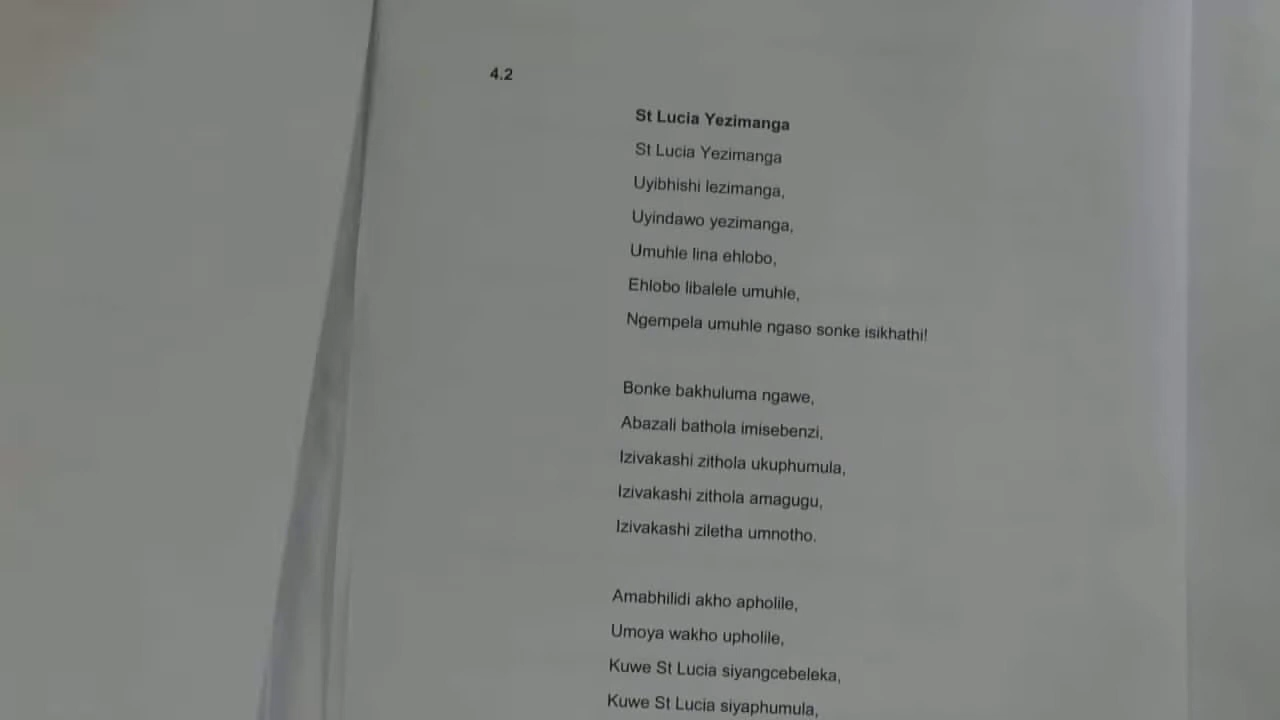 4.2
St Lucia Yezimanga
St Lucia Yezimanga
Uyibhishi lezimanga,
Uyindawo yezimanga,
Umuhle lina ehlobo,
Ehlobo libalele umuhle,
Ngempela umuhle ngaso sonke isikhathi!
Bonke bakhuluma ngawe,
Abazali bathola imisebenzi,
Izivakashi zithola ukuphumula,
Izivakashi zithola amagugu,
Izivakashi ziletha umnotho.
Amabhilidi akho apholile,
Umoya wakho upholile,
Kuwe St Lucia siyangcebeleka,
Kuwe St Lucia siyaphumula,